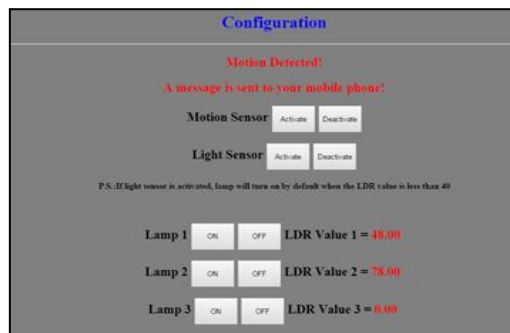 Configuration
Motion Detected!
A message is sent to your mobile phone!
Motion Sensor Activate Deactivate
Light Sensor Activate Deactivate
P.S.:If light sensor is activated, lamp will turn on by default when the LDR value is less than 40
Lamp 1 ON OFF LDR Value 1 = 48.00
Lamp 2 ON OFF LDR Value 2 = 78.00
Lamp 3 ON OFF LDR Value 3 = 0.00